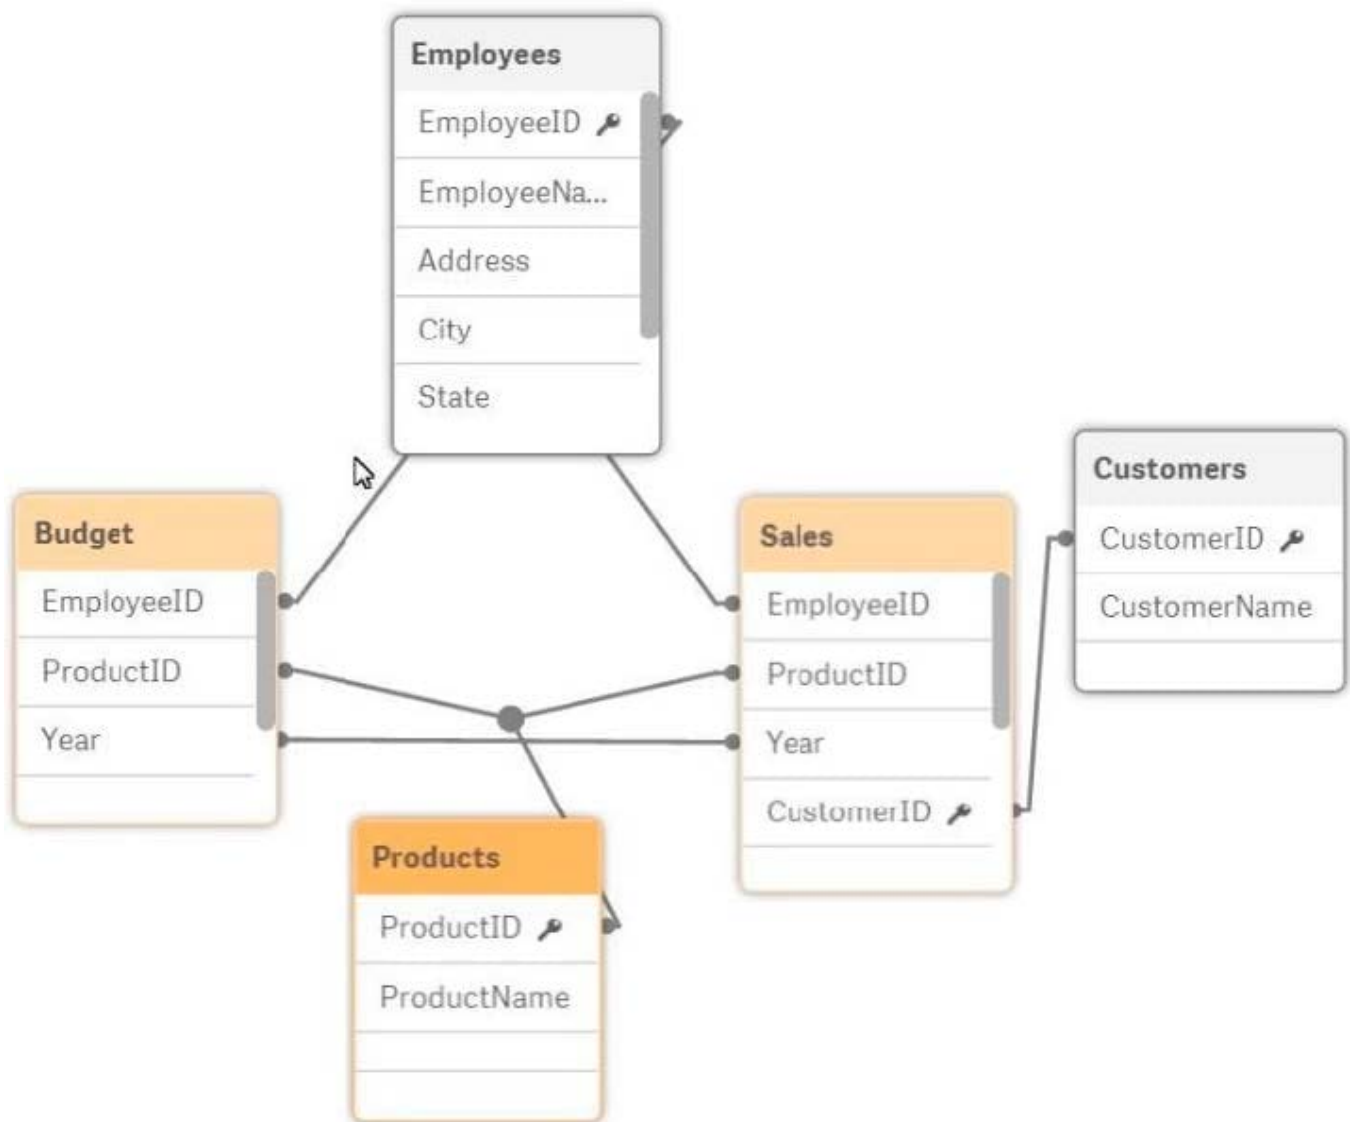 Employees
EmployeeID
EmployeeNa...
Address
City
State
Budget
EmployeeID
ProductID
Year
Sales
EmployeeID
ProductID
Year
CustomerID
Customers
CustomerID
CustomerName
Products
ProductID
ProductName